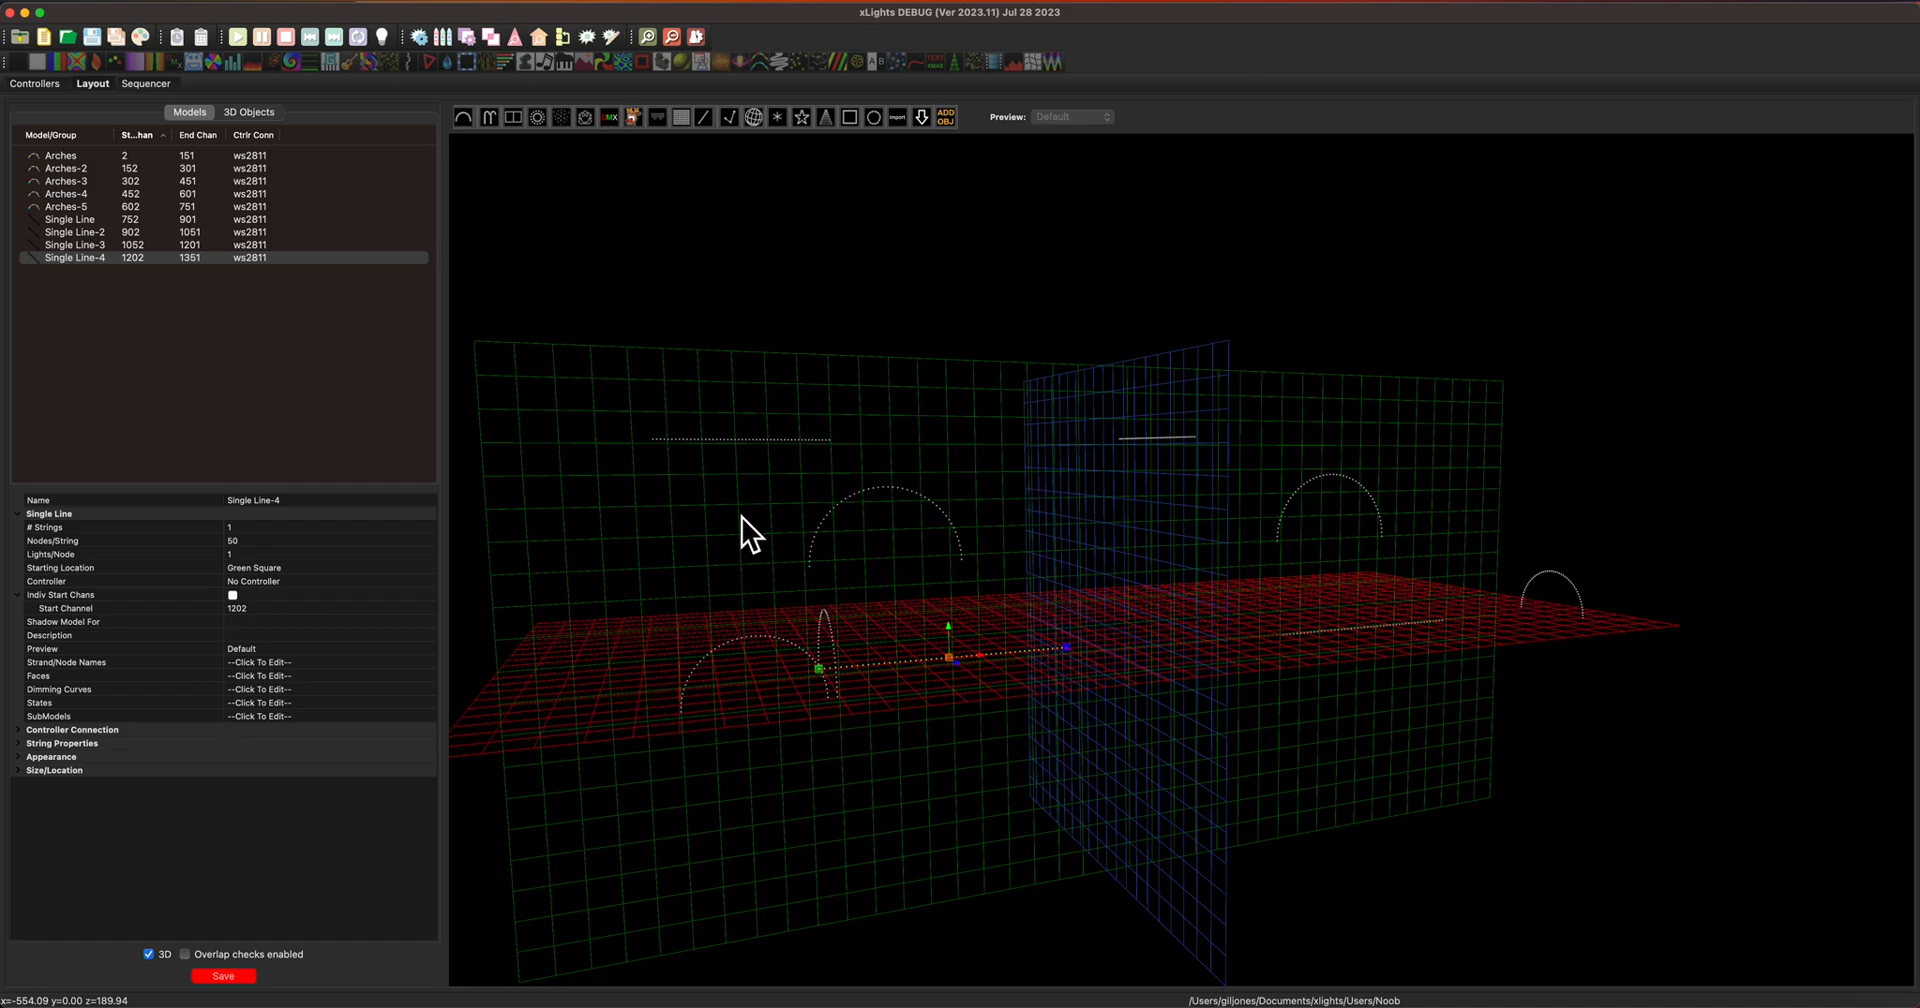 xLights DEBUG (Ver 2023.11) Jul 28 2023
Controllers Layout Sequencer
Models 3D Objects
DMX Import ADD OBJ Preview: Default
Model/Group St...han End Chan Ctrlr Conn
Arches 2 151 ws2811
Arches-2 152 301 ws2811
Arches-3 302 451 ws2811
Arches-4 452 601 ws2811
Arches-5 602 751 ws2811
Single Line 752 901 ws2811
Single Line-2 902 1051 ws2811
Single Line-3 1052 1201 ws2811
Single Line-4 1202 1351 ws2811
Name Single Line-4
Single Line
# Strings 1
Nodes/String 50
Lights/Node 1
Starting Location Green Square
Controller No Controller
Indiv Start Chans
Start Channel 1202
Shadow Model For
Description
Preview Default
Strand/Node Names --Click To Edit--
Faces --Click To Edit--
Dimming Curves --Click To Edit--
States --Click To Edit--
SubModels --Click To Edit--
Controller Connection
String Properties
Appearance
Size/Location
3D Overlap checks enabled
Save
x=-554.09 y=0.00 z=189.94 /Users/giljones/Documents/xlights/Users/Noob